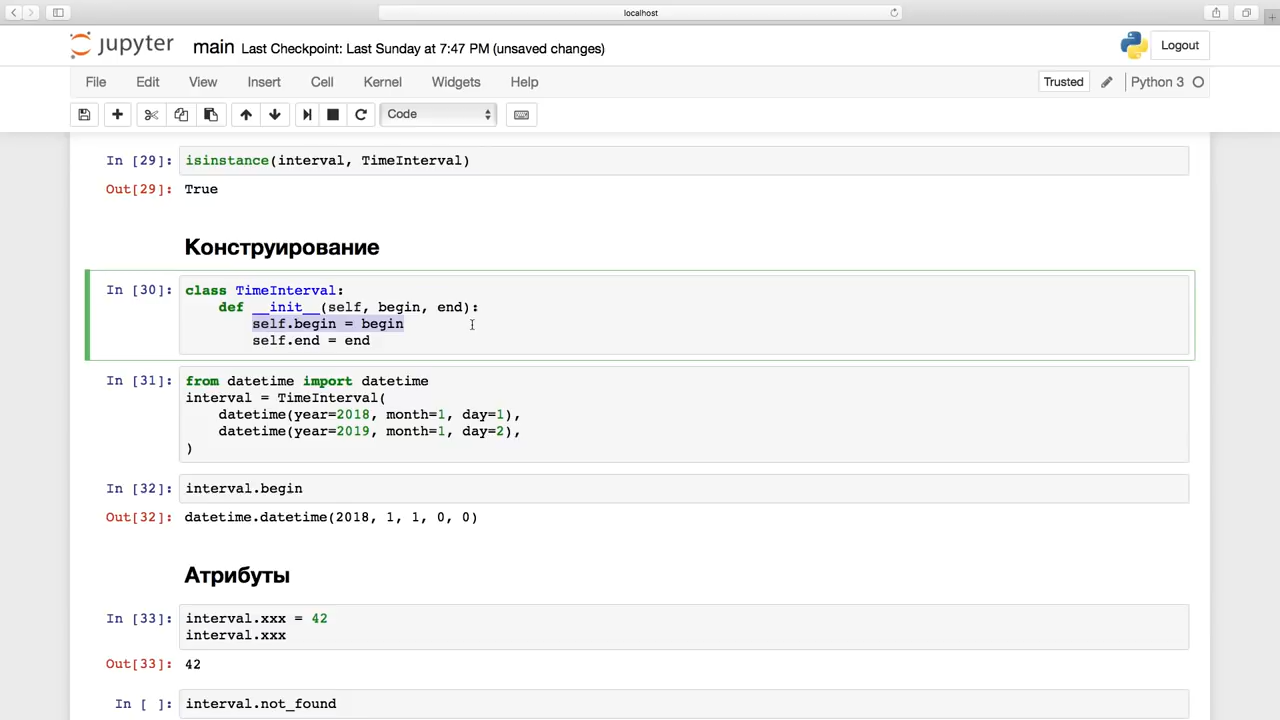 localhost
jupyter main Last Checkpoint: Last Sunday at 7:47 PM (unsaved changes) Logout
File Edit View Insert Cell Kernel Widgets Help Trusted Python 3
Code
In [29]: isinstance(interval, TimeInterval)
Out[29]: True
Конструирование
In [30]: class TimeInterval:
    def __init__(self, begin, end):
        self.begin = begin
        self.end = end
In [31]: from datetime import datetime
interval = TimeInterval(
    datetime(year=2018, month=1, day=1),
    datetime(year=2019, month=1, day=2),
)
In [32]: interval.begin
Out[32]: datetime.datetime(2018, 1, 1, 0, 0)
Атрибуты
In [33]: interval.xxx = 42
interval.xxx
Out[33]: 42
In [ ]: interval.not_found